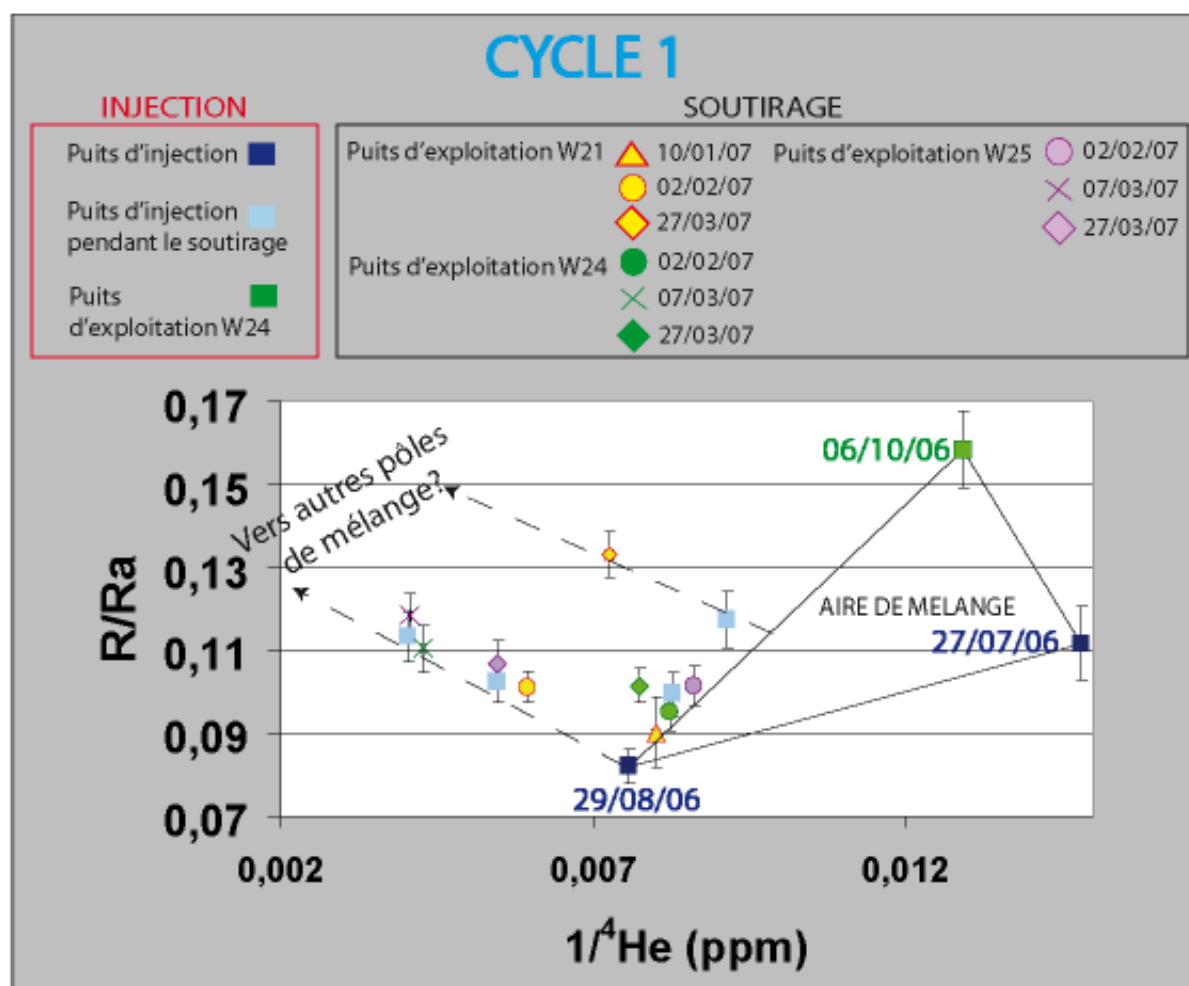 CYCLE 1
INJECTION
Puits d'injection
Puits d'injection
pendant le soutirage
Puits
d'exploitation W24
SOUTIRAGE
Puits d'exploitation W21
10/01/07
02/02/07
27/03/07
Puits d'exploitation W24
02/02/07
07/03/07
27/03/07
Puits d'exploitation W25
02/02/07
07/03/07
27/03/07
R/Ra
0,17
0,15
0,13
0,11
0,09
0,07
Vers autres pôles
de mélange?
06/10/06
AIRE DE MELANGE
27/07/06
29/08/06
0,002
0,007
0,012
1/⁴He (ppm)